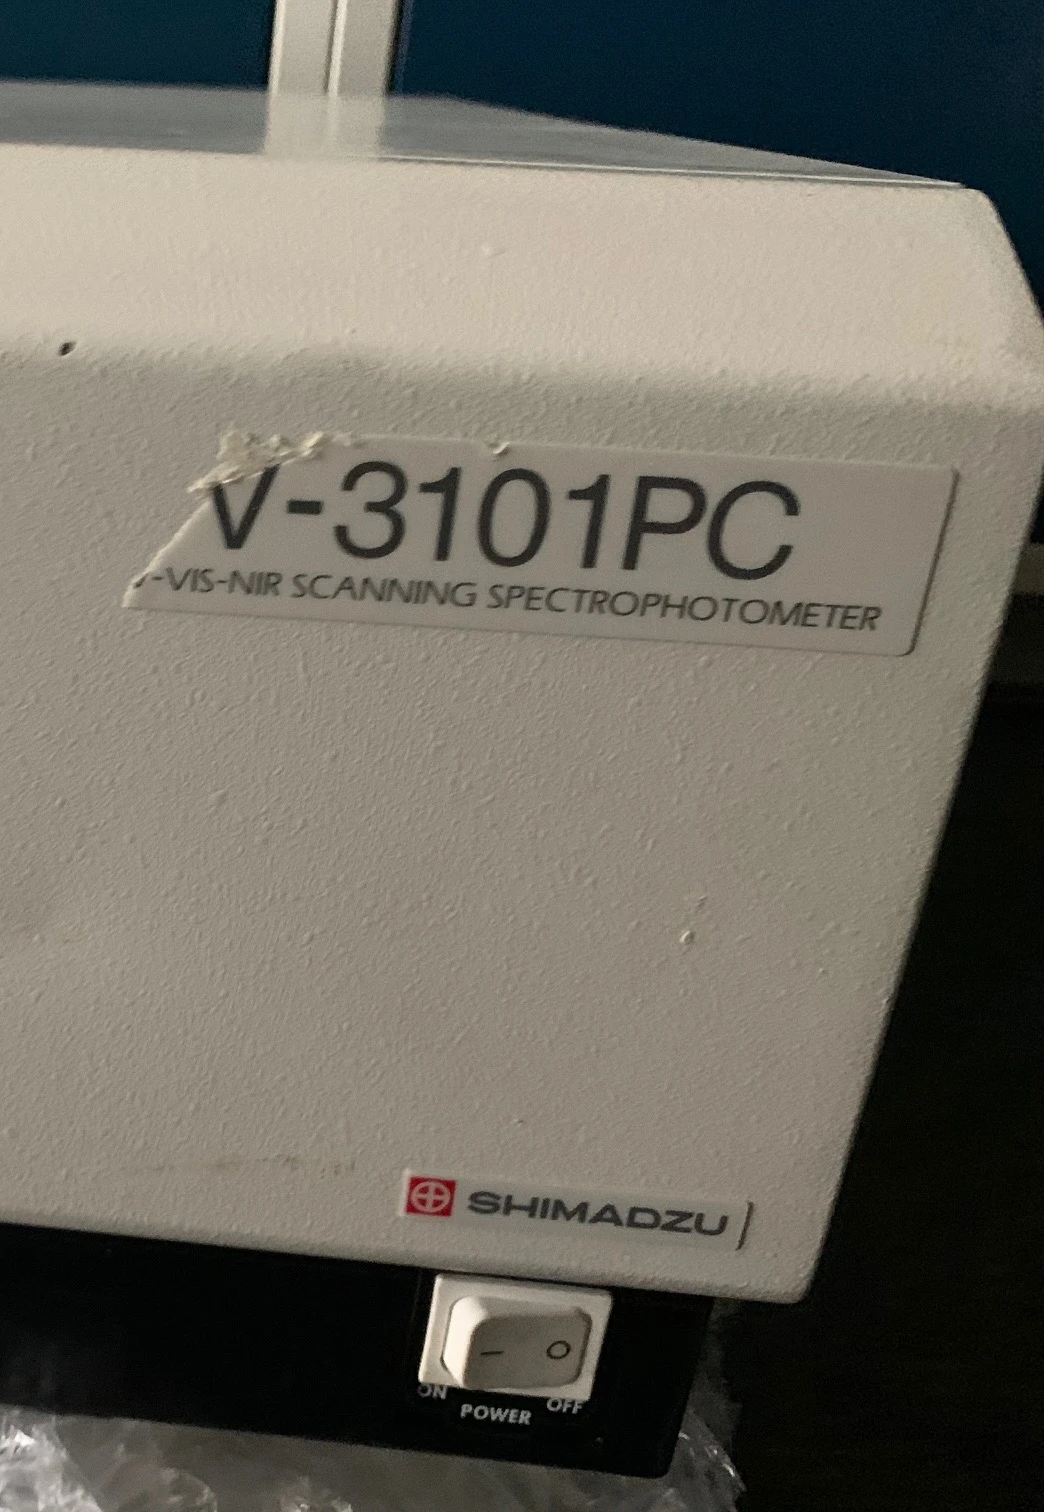 V-3101PC
-VIS-NIR SCANNING SPECTROPHOTOMETER
SHIMADZU
— O
ON OFF
POWER